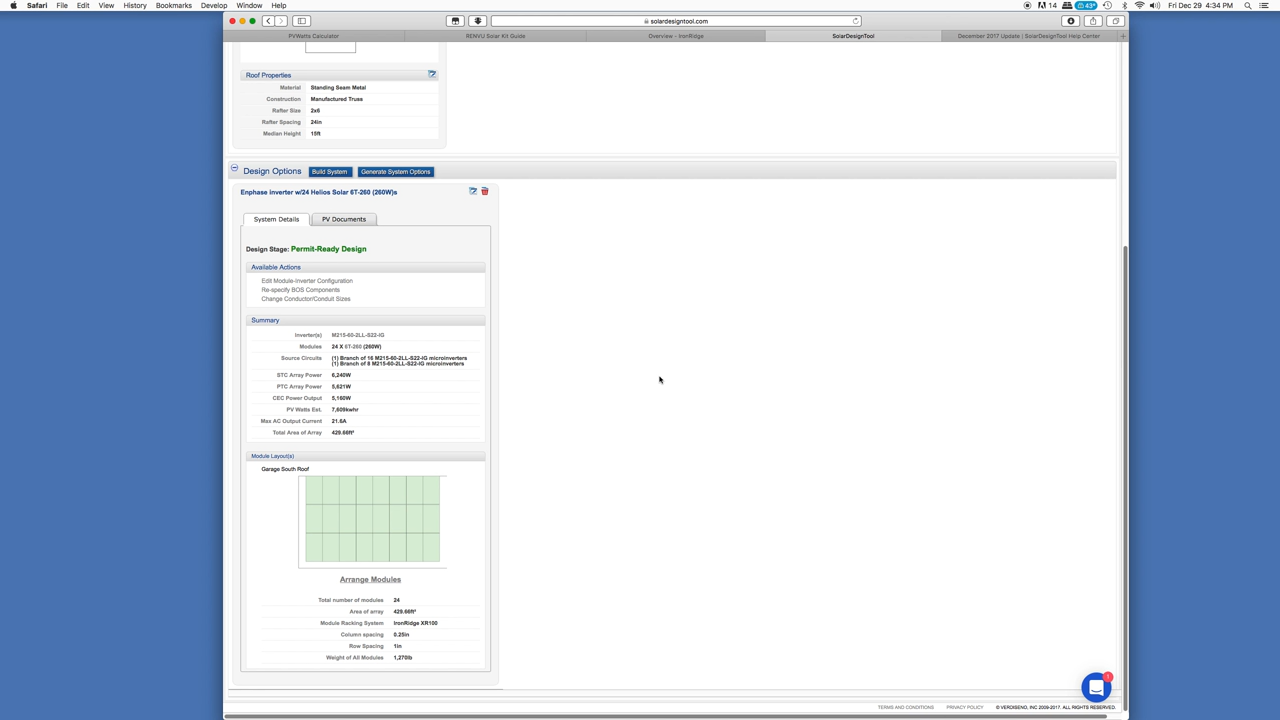 Safari File Edit View History Bookmarks Develop Window Help
14 43° Fri Dec 29 4:34 PM
solardesigntool.com
PVWatts Calculator
RENVU Solar Kit Guide
Overview - IronRidge
SolarDesignTool
December 2017 Update | SolarDesignTool Help Center
Roof Properties
Material Standing Seam Metal
Construction Manufactured Truss
Rafter Size 2x6
Rafter Spacing 24in
Median Height 15ft
Design Options Build System Generate System Options
Enphase inverter w/24 Helios Solar 6T-260 (260W)s
System Details PV Documents
Design Stage: Permit-Ready Design
Available Actions
Edit Module-Inverter Configuration
Re-specify BOS Components
Change Conductor/Conduit Sizes
Summary
Inverter(s) M215-60-2LL-S22-IG
Modules 24 X 6T-260 (260W)
Source Circuits (1) Branch of 16 M215-60-2LL-S22-IG microinverters
(1) Branch of 8 M215-60-2LL-S22-IG microinverters
STC Array Power 6,240W
PTC Array Power 5,621W
CEC Power Output 5,160W
PV Watts Est. 7,609kwhr
Max AC Output Current 21.6A
Total Area of Array 429.66ft²
Module Layout(s)
Garage South Roof
Arrange Modules
Total number of modules 24
Area of array 429.66ft²
Module Racking System IronRidge XR100
Column spacing 0.25in
Row Spacing 1in
Weight of All Modules 1,270lb
1
TERMS AND CONDITIONS PRIVACY POLICY © VERDISENO, INC 2009-2017. ALL RIGHTS RESERVED.